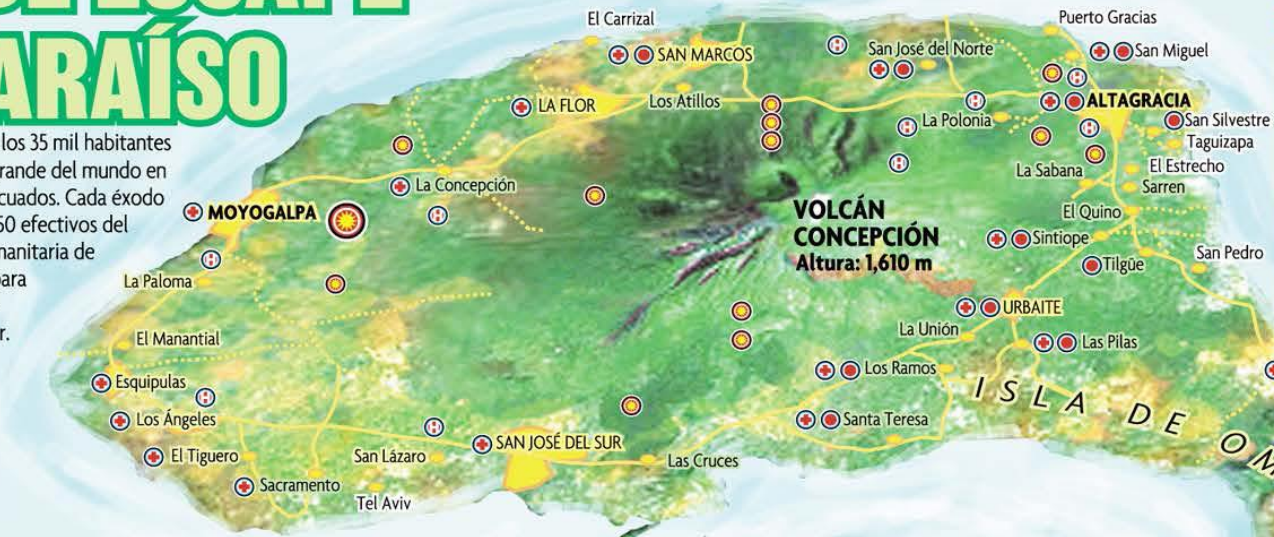 ARAÍSO
los 35 mil habitantes
rande del mundo en
cuados. Cada éxodo
60 efectivos del
manitaria de
para
r.
El Carrizal
SAN MARCOS
LA FLOR
Los Atillos
San José del Norte
Puerto Gracias
San Miguel
ALTAGRACIA
La Polonia
San Silvestre
Taguizapa
La Sabana
El Estrecho
Sarren
La Concepción
MOYOGALPA
VOLCÁN
CONCEPCIÓN
Altura: 1,610 m
El Quino
Sintiope
San Pedro
Tilgüe
La Paloma
URBAITE
La Unión
El Manantial
Las Pilas
Los Ramos
Esquipulas
ISLA DE OM
Los Ángeles
Santa Teresa
SAN JOSÉ DEL SUR
El Tiguero
San Lázaro
Las Cruces
Sacramento
Tel Aviv